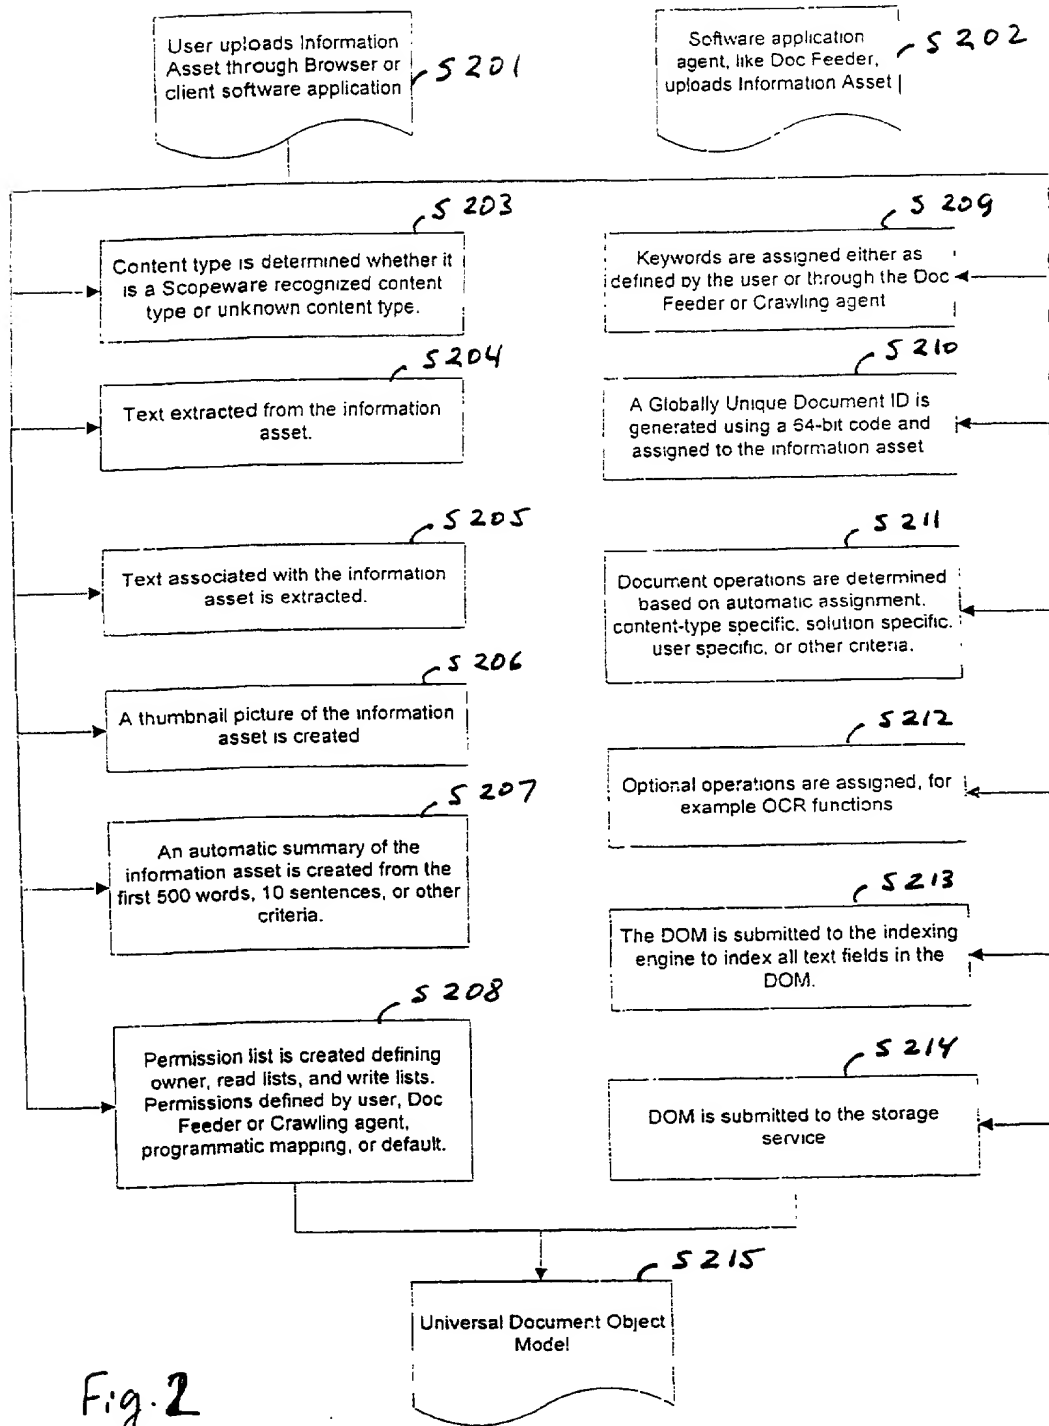 User uploads Information
Asset through Browser or
client software application
S201
Software application
agent, like Doc Feeder,
uploads Information Asset
S202
S203
Content type is determined whether it
is a Scopeware recognized content
type or unknown content type.
S204
Text extracted from the information
asset.
S205
Text associated with the information
asset is extracted.
S206
A thumbnail picture of the information
asset is created
S207
An automatic summary of the
information asset is created from the
first 500 words, 10 sentences, or other
criteria.
S208
Permission list is created defining
owner, read lists, and write lists.
Permissions defined by user, Doc
Feeder or Crawling agent,
programmatic mapping, or default.
S209
Keywords are assigned either as
defined by the user or through the Doc
Feeder or Crawling agent
S210
A Globally Unique Document ID is
generated using a 64-bit code and
assigned to the information asset
S211
Document operations are determined
based on automatic assignment,
content-type specific, solution specific,
user specific, or other criteria.
S212
Optional operations are assigned, for
example OCR functions
S213
The DOM is submitted to the indexing
engine to index all text fields in the
DOM.
S214
DOM is submitted to the storage
service
S215
Universal Document Object
Model
Fig. 2